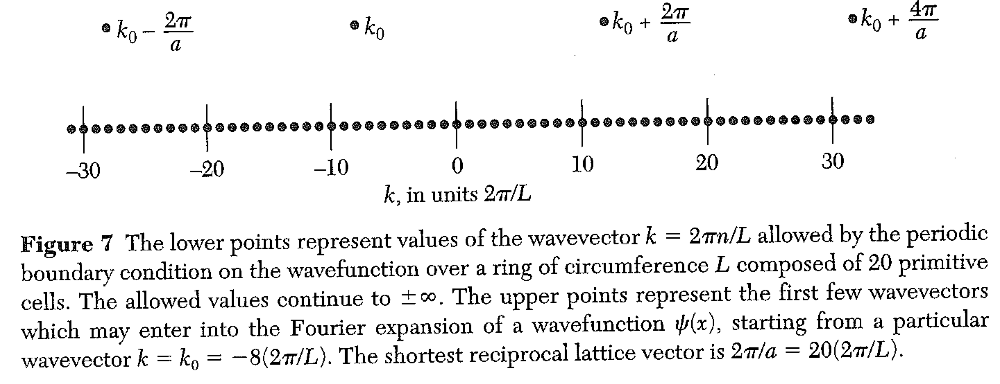 k₀ − 2π/a k₀ k₀ + 2π/a k₀ + 4π/a
−30 −20 −10 0 10 20 30
k, in units 2π/L
Figure 7 The lower points represent values of the wavevector k = 2πn/L allowed by the periodic
boundary condition on the wavefunction over a ring of circumference L composed of 20 primitive
cells. The allowed values continue to ±∞. The upper points represent the first few wavevectors
which may enter into the Fourier expansion of a wavefunction ψ(x), starting from a particular
wavevector k = k₀ = −8(2π/L). The shortest reciprocal lattice vector is 2π/a = 20(2π/L).